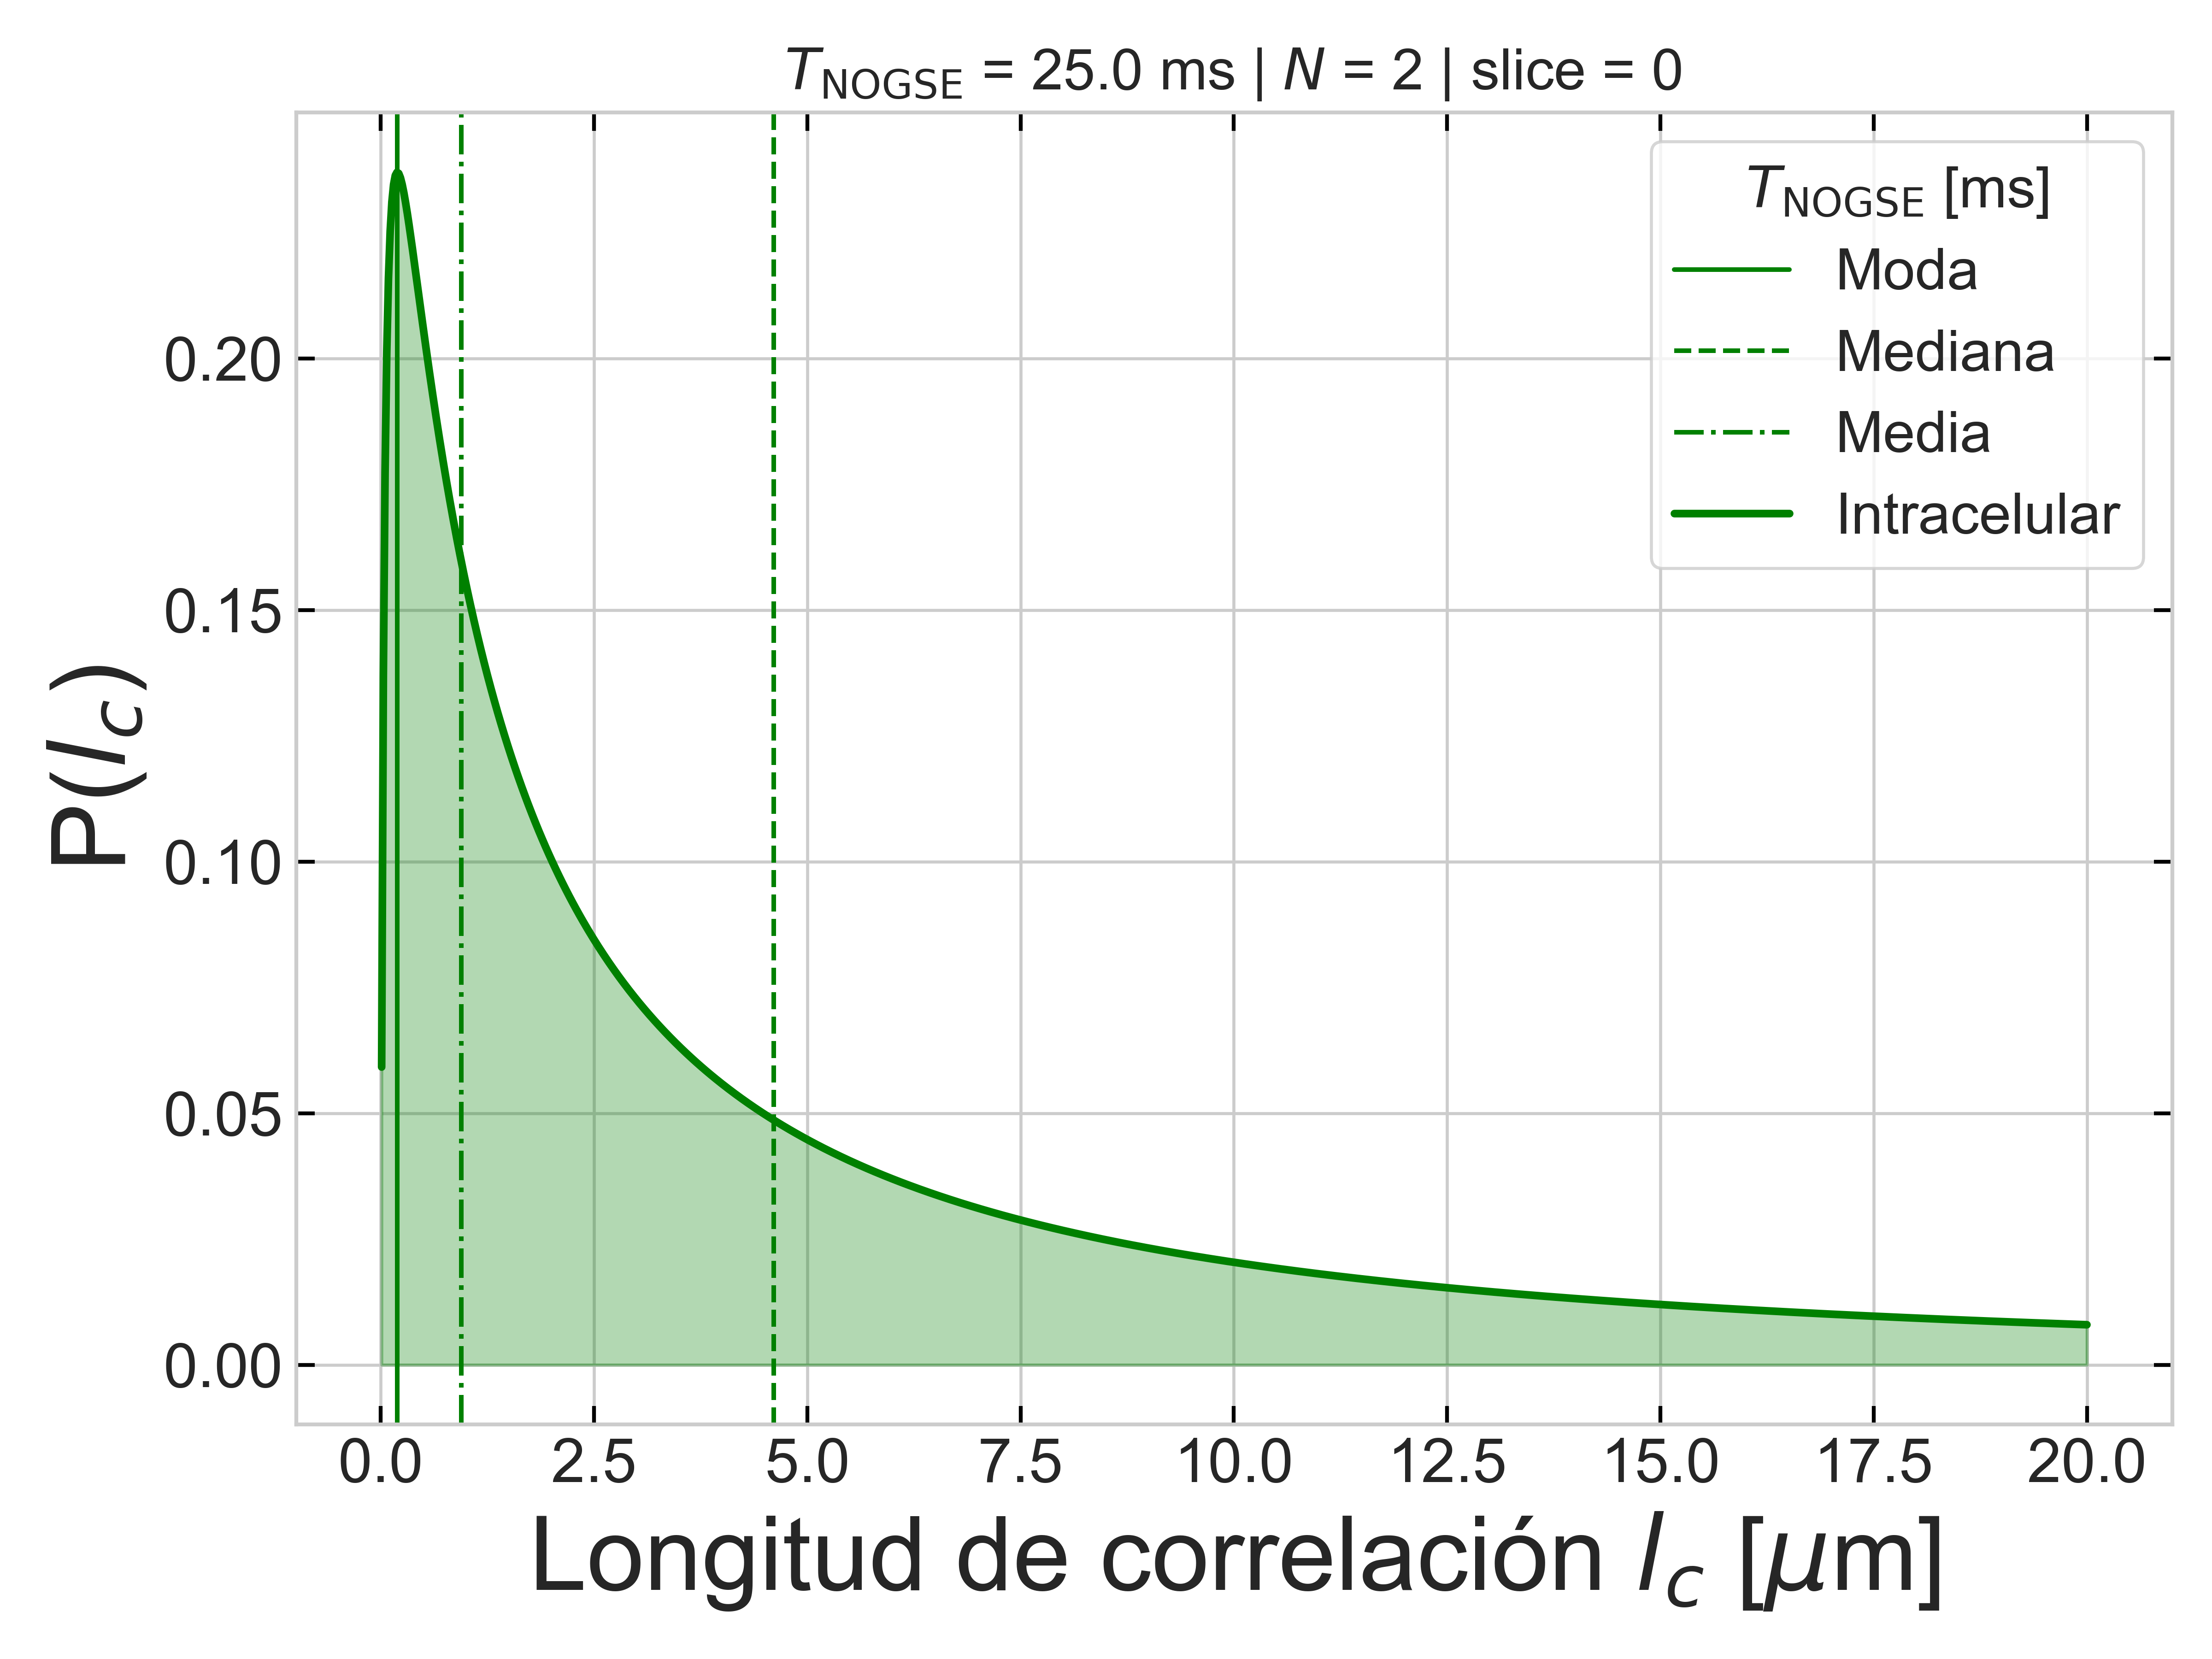 T_NOGSE = 25.0 ms | N = 2 | slice = 0
T_NOGSE [ms]
Moda
Mediana
Media
Intracelular
P(l_c)
0.20
0.15
0.10
0.05
0.00
0.0 2.5 5.0 7.5 10.0 12.5 15.0 17.5 20.0
Longitud de correlación l_c [μm]